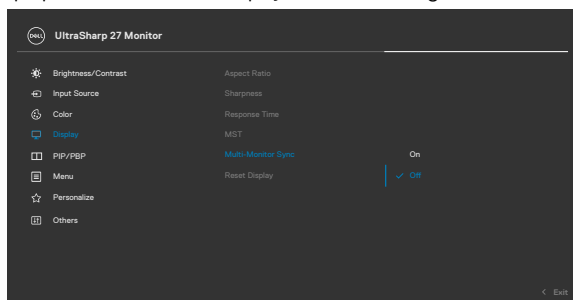 DELL UltraSharp 27 Monitor
Brightness/Contrast Aspect Ratio
Input Source Sharpness
Color Response Time
Display MST
PIP/PBP Multi-Monitor Sync On
Menu Reset Display Off
Personalize
Others
Exit